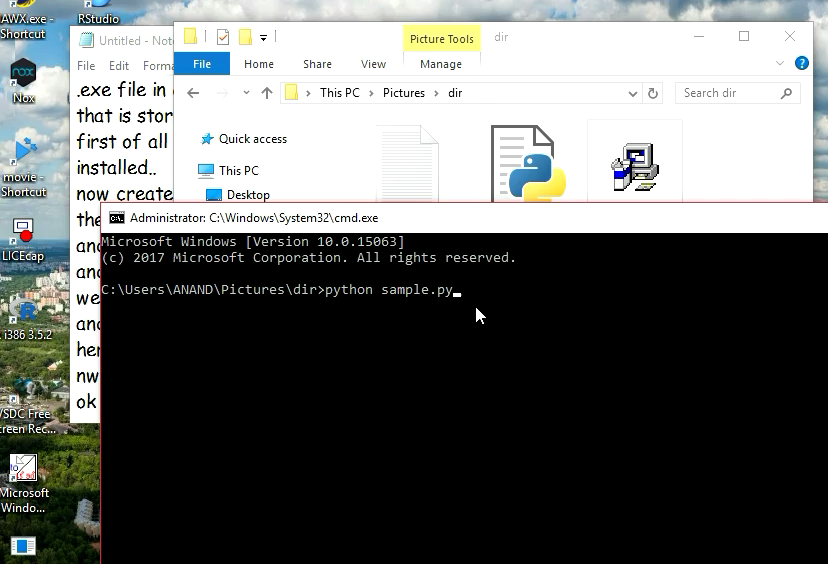 AWX.exe -
Shortcut
RStudio
Nox
movie -
Shortcut
LICEcap
i386 3.5.2
VSDC Free
creen Rec...
Microsoft
Windo...
Untitled - Not
File Edit Forma
.exe file in
that is stor
first of all
installed..
now create
the
and
and
we
and
her
nw
ok
Picture Tools
dir
File Home Share View Manage
This PC > Pictures > dir
Search dir
Quick access
This PC
Desktop
Administrator: C:\Windows\System32\cmd.exe
Microsoft Windows [Version 10.0.15063]
(c) 2017 Microsoft Corporation. All rights reserved.
C:\Users\ANAND\Pictures\dir>python sample.py